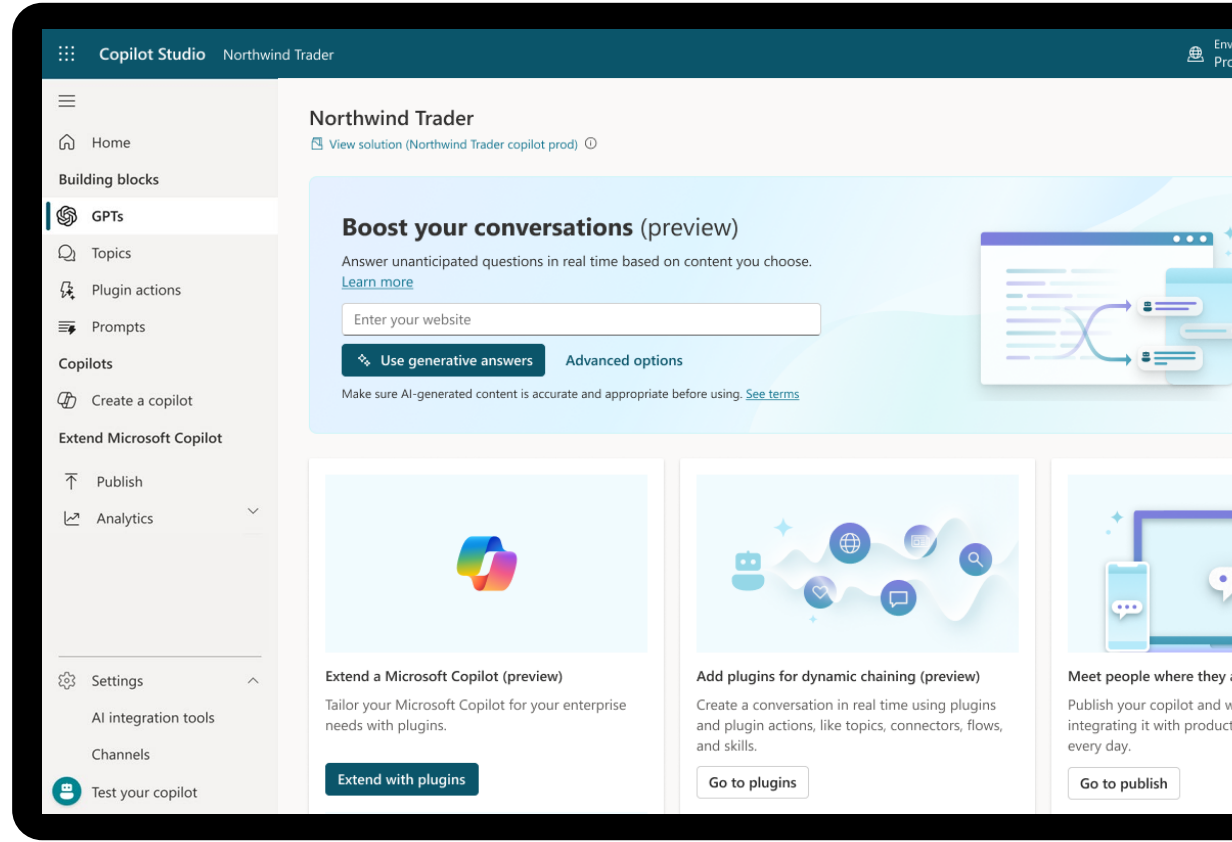 Copilot Studio Northwind Trader
Env
Pro
Home
Building blocks
GPTs
Topics
Plugin actions
Prompts
Copilots
Create a copilot
Extend Microsoft Copilot
Publish
Analytics
Settings
AI integration tools
Channels
Test your copilot
Northwind Trader
View solution (Northwind Trader copilot prod)
Boost your conversations (preview)
Answer unanticipated questions in real time based on content you choose.
Learn more
Enter your website
Use generative answers Advanced options
Make sure AI-generated content is accurate and appropriate before using. See terms
Extend a Microsoft Copilot (preview)
Tailor your Microsoft Copilot for your enterprise
needs with plugins.
Extend with plugins
Add plugins for dynamic chaining (preview)
Create a conversation in real time using plugins
and plugin actions, like topics, connectors, flows,
and skills.
Go to plugins
Meet people where they a
Publish your copilot and w
integrating it with product
every day.
Go to publish